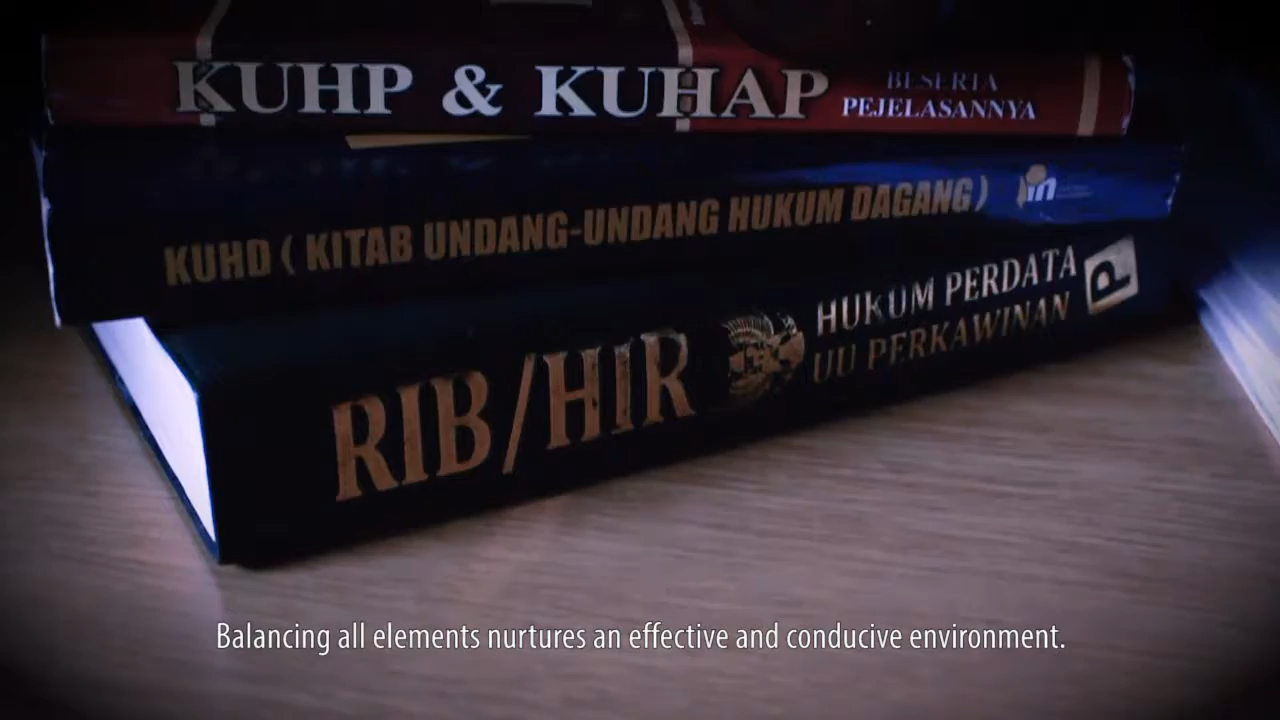 KUHP & KUHAP
BESERTA
PEJELASANNYA
KUHD ( KITAB UNDANG-UNDANG HUKUM DAGANG )
in
RIB/HIR
HUKUM PERDATA
UU PERKAWINAN
P
Balancing all elements nurtures an effective and conducive environment.